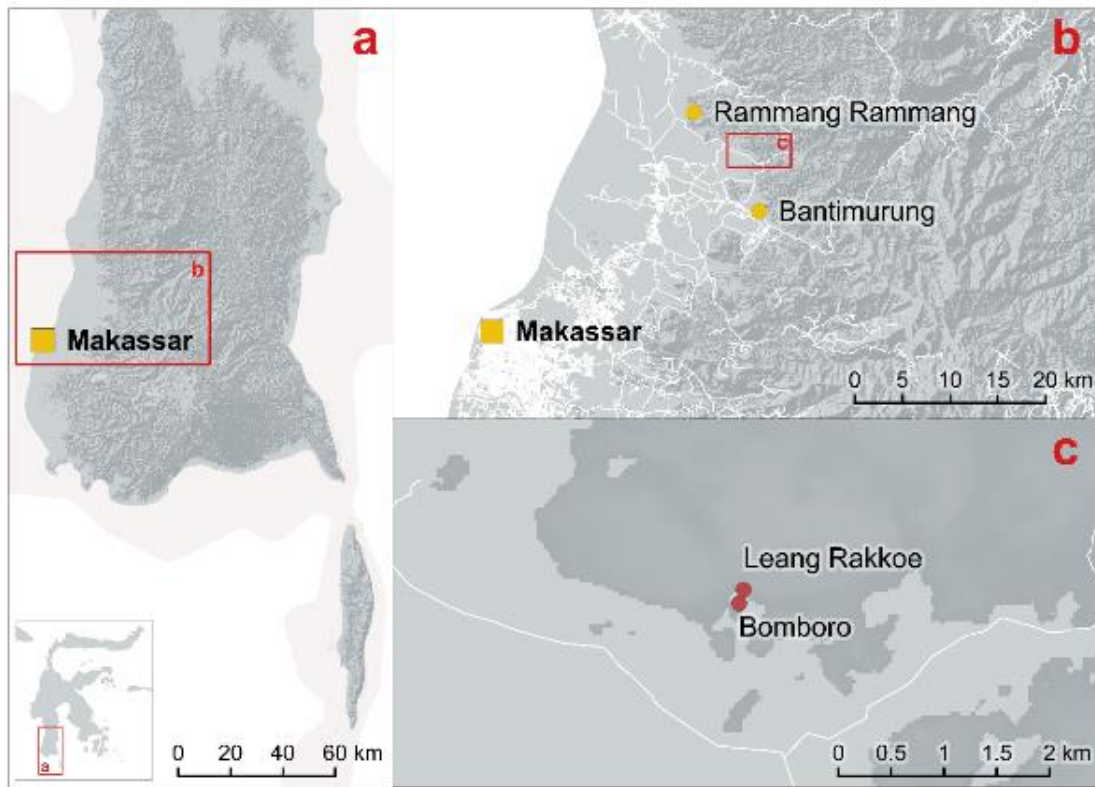 a
b
Makassar
a
0 20 40 60 km
b
Rammang Rammang
c
Bantimurung
Makassar
0 5 10 15 20 km
c
Leang Rakkoe
Bomboro
0 0.5 1 1.5 2 km